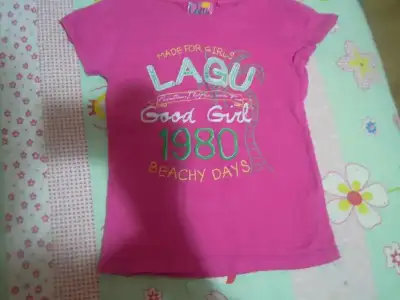 MADE FOR GIRLS
LAGU
Good Girl
1980
BEACHY DAYS